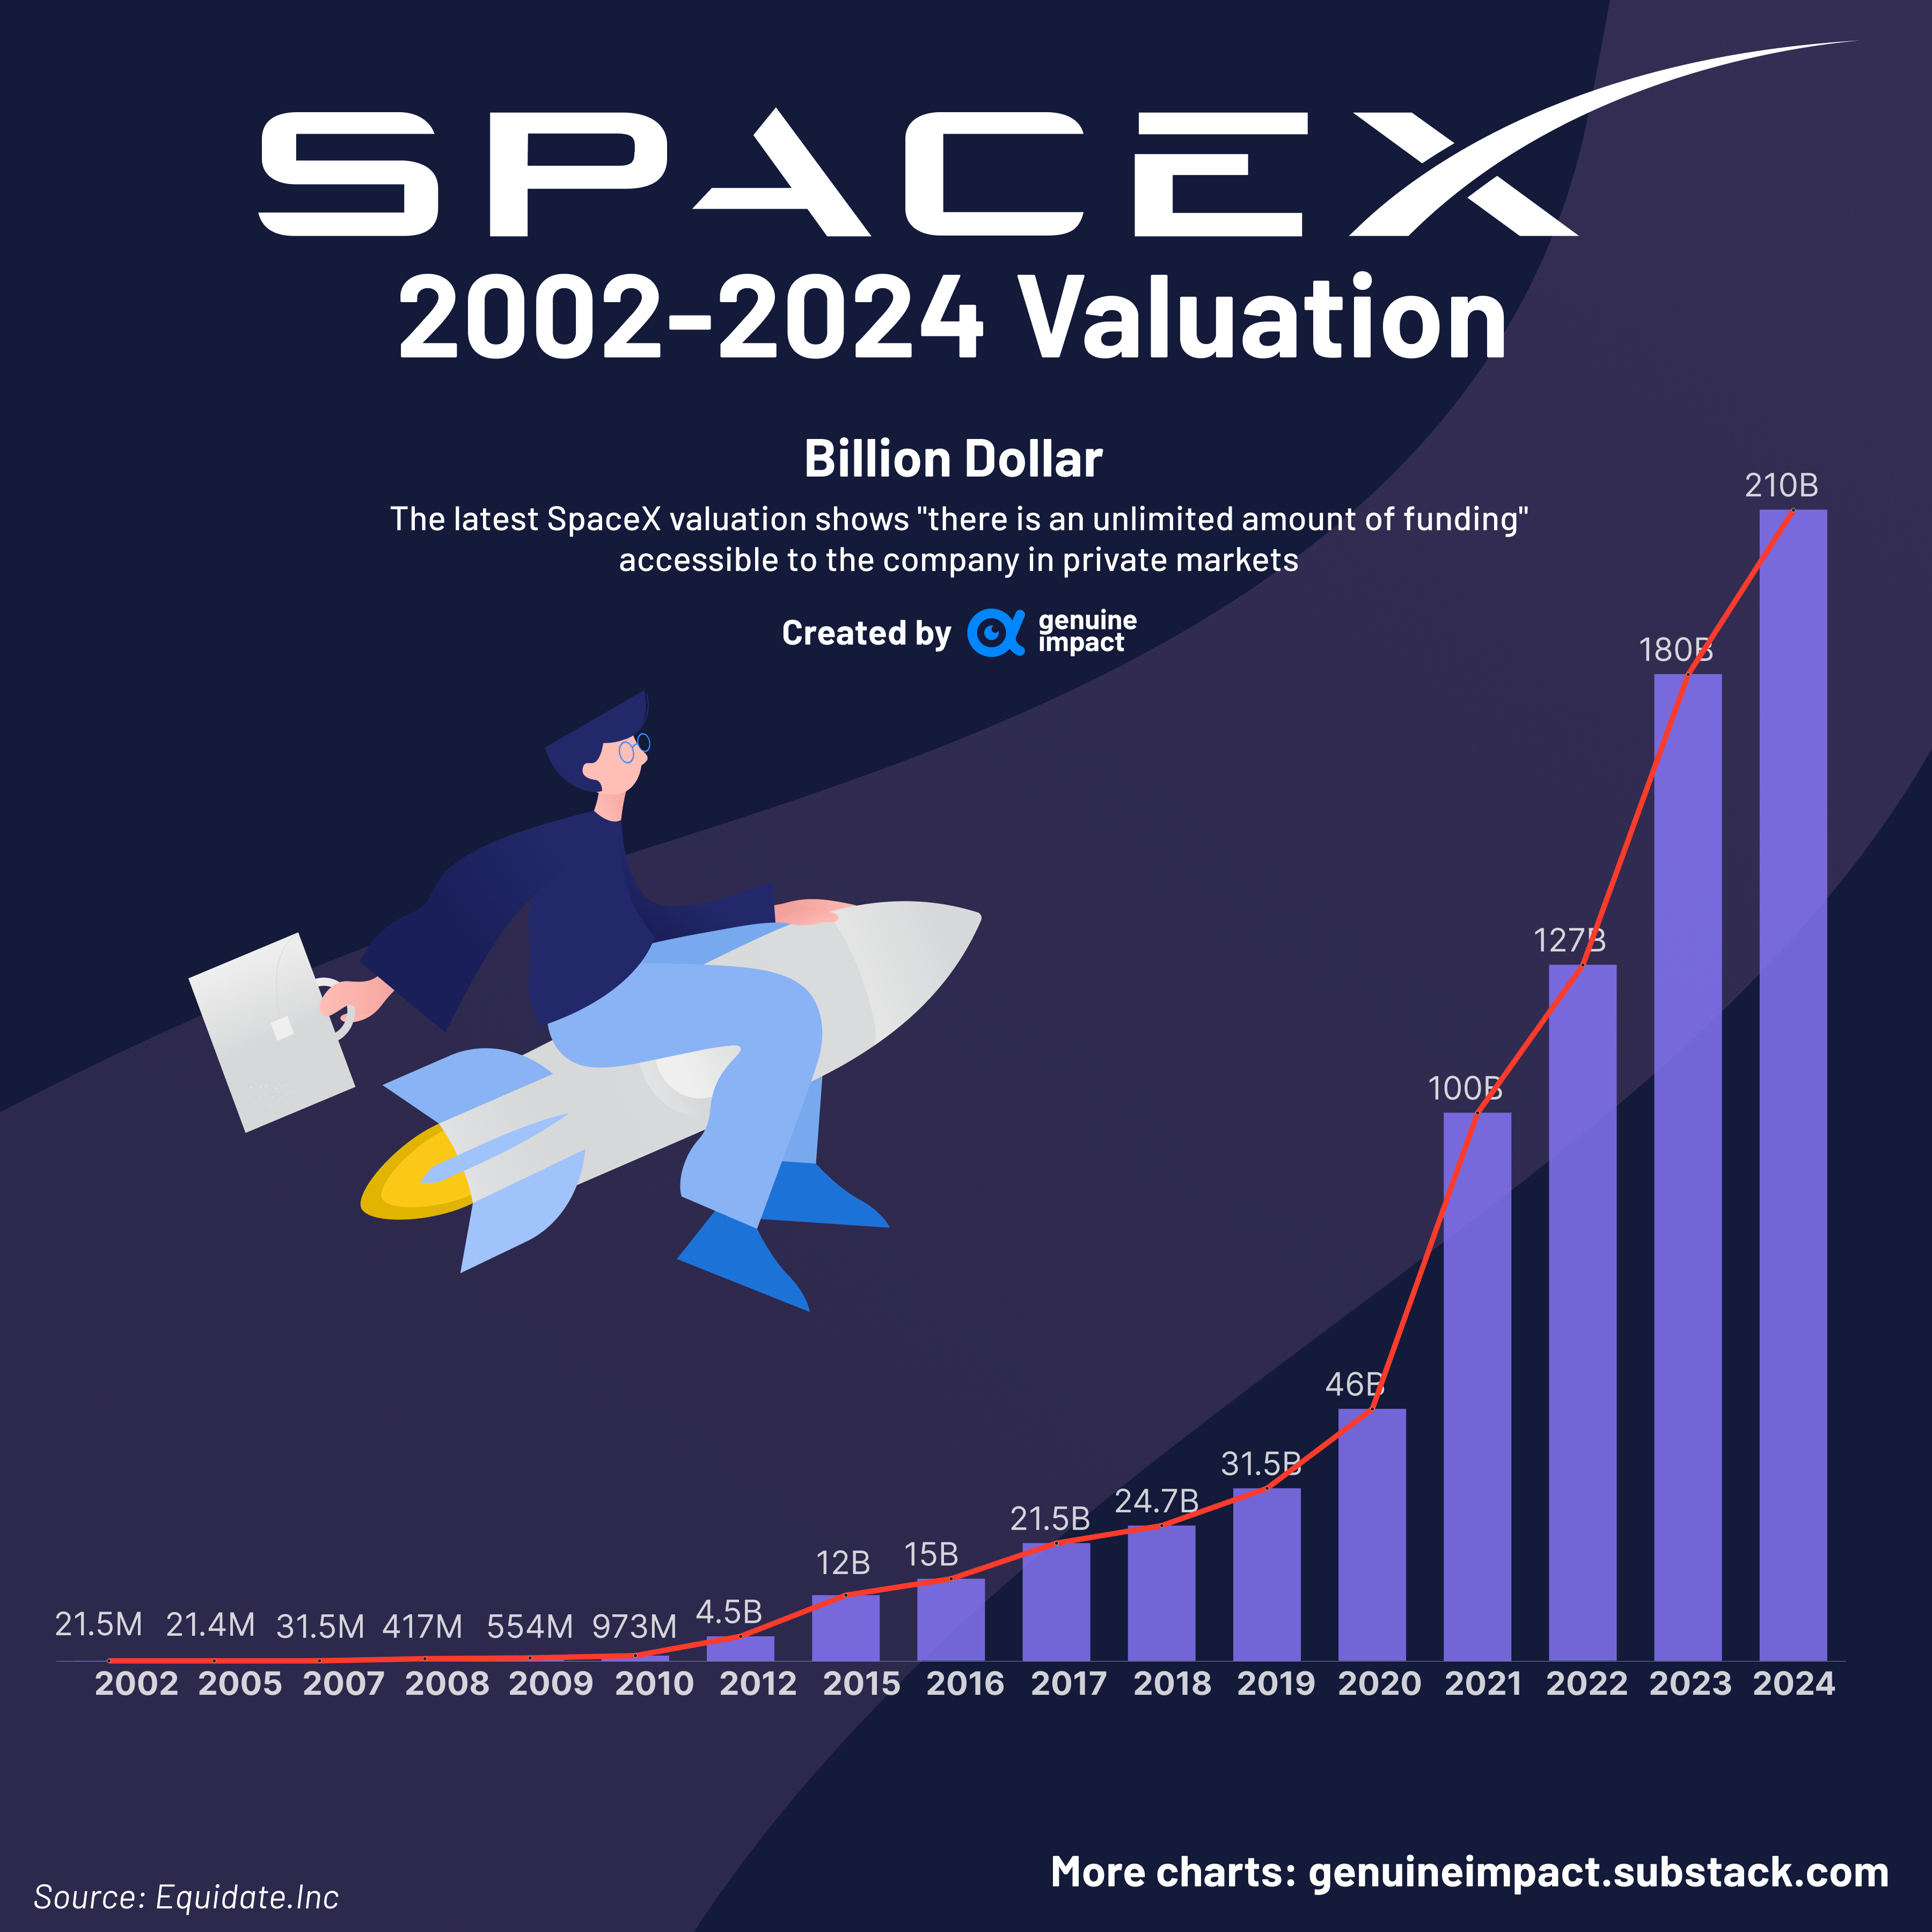 SPACEX
2002-2024 Valuation
Billion Dollar
The latest SpaceX valuation shows "there is an unlimited amount of funding"
accessible to the company in private markets
Created by genuine
impact
210B
180B
127B
100B
46B
31.5B
24.7B
21.5B
15B
12B
4.5B
21.5M 21.4M 31.5M 417M 554M 973M
2002 2005 2007 2008 2009 2010 2012 2015 2016 2017 2018 2019 2020 2021 2022 2023 2024
More charts: genuineimpact.substack.com
Source: Equidate.Inc